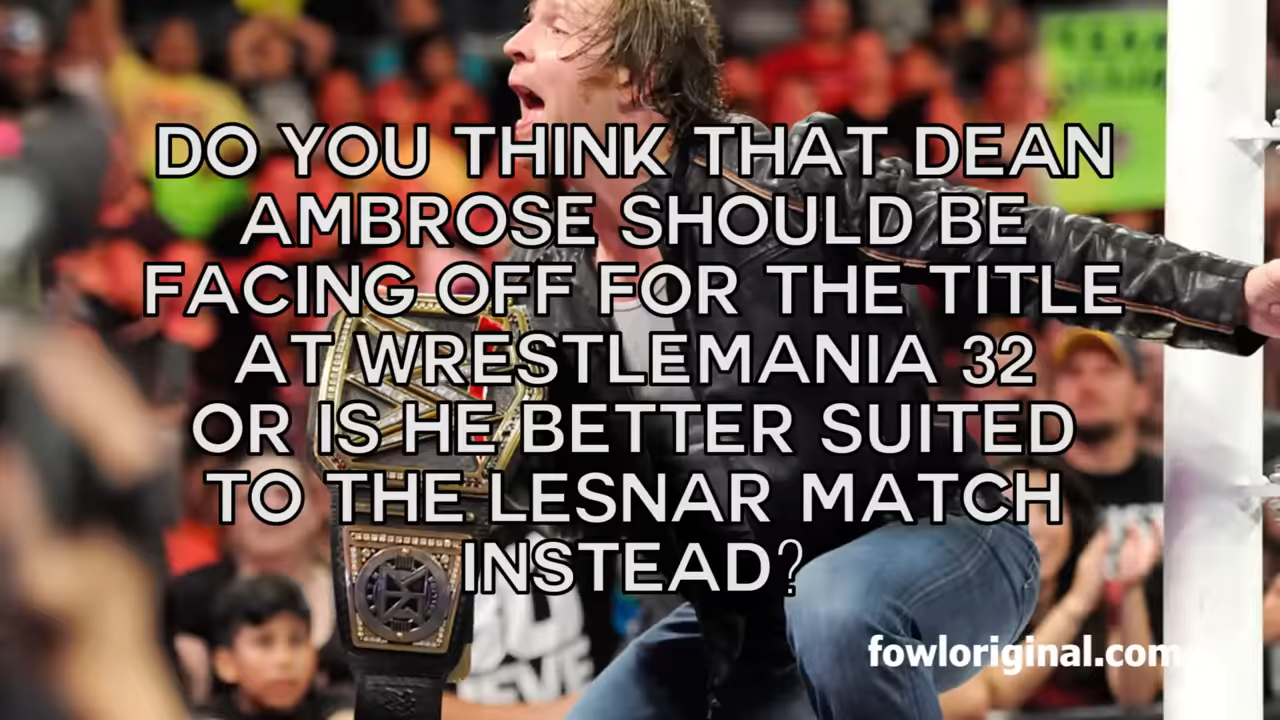 DO YOU THINK THAT DEAN
AMBROSE SHOULD BE
FACING OFF FOR THE TITLE
AT WRESTLEMANIA 32
OR IS HE BETTER SUITED
TO THE LESNAR MATCH
INSTEAD?
fowloriginal.com